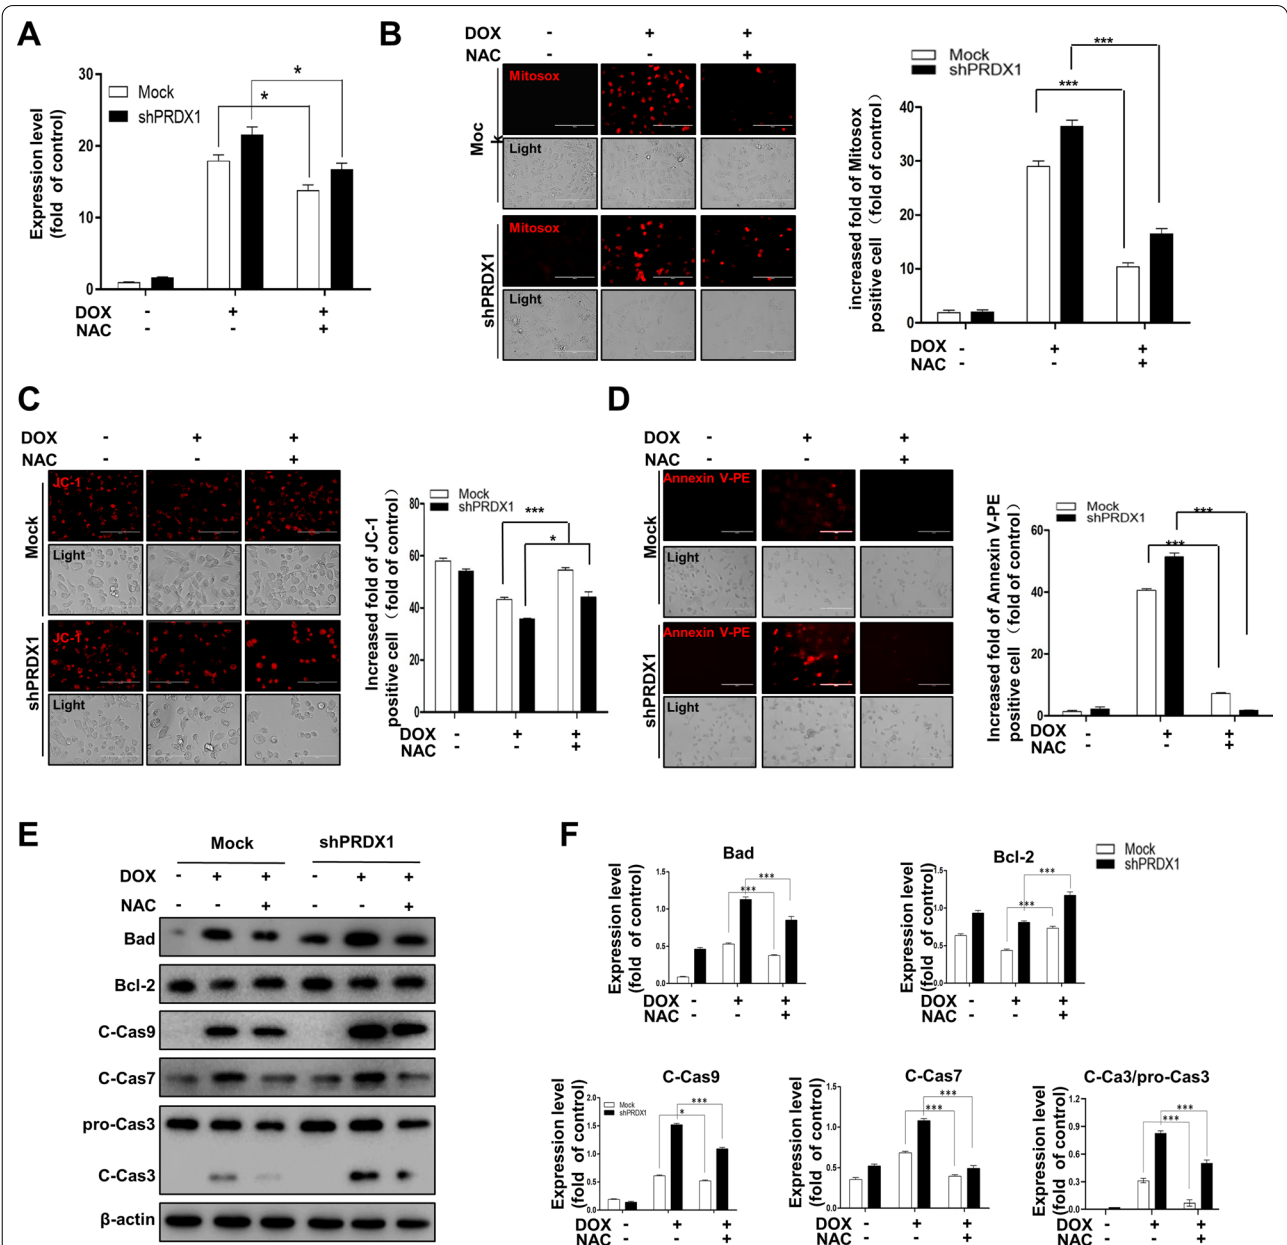 A
Expression level
(fold of control)
30
20
10
0
Mock
shPRDX1
*
*
DOX - + +
NAC - - +
B
DOX - + +
NAC - - +
Moc
k
Mitosox
Light
shPRDX1
Mitosox
Light
increased fold of Mitosox
positive cell（fold of control）
40
30
20
10
0
Mock
shPRDX1
***
***
DOX - + +
NAC - - +
C
DOX - + +
NAC - - +
Mock
JC-1
Light
shPRDX1
JC-1
Light
Increased fold of JC-1
positive cell（fold of control）
80
60
40
20
0
Mock
shPRDX1
***
*
DOX - + +
NAC - - +
D
DOX - + +
NAC - - +
Mock
Annexin V-PE
Light
shPRDX1
Annexin V-PE
Light
Increased fold of Annexin V-PE
positive cell（fold of control）
60
40
20
0
Mock
shPRDX1
***
***
DOX - + +
NAC - - +
E
Mock shPRDX1
DOX - + + - + +
NAC - - + - - +
Bad
Bcl-2
C-Cas9
C-Cas7
pro-Cas3
C-Cas3
β-actin
F
Mock
shPRDX1
Bad
Expression level
(fold of control)
1.5
1.0
0.5
0.0
***
***
DOX - + +
NAC - - +
Bcl-2
Expression level
(fold of control)
1.5
1.0
0.5
0.0
***
***
DOX - + +
NAC - - +
C-Cas9
Expression level
(fold of control)
2.0
1.5
1.0
0.5
0.0
Mock
shPRDX1
***
*
DOX - + +
NAC - - +
C-Cas7
Expression level
(fold of control)
1.5
1.0
0.5
0.0
***
***
DOX - + +
NAC - - +
C-Ca3/pro-Cas3
Expression level
(fold of control)
1.2
0.9
0.6
0.3
0.0
***
***
DOX - + +
NAC - - +